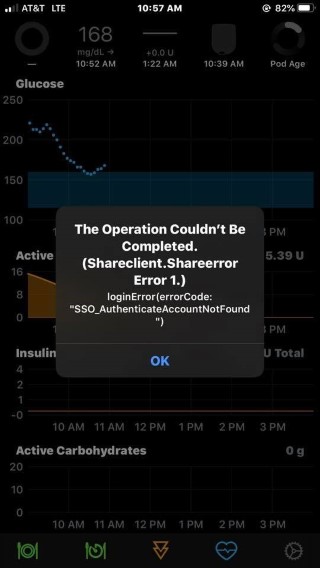 AT&T LTE 10:57 AM 82%
168
mg/dL → +0.0 U
— 10:52 AM 1:22 AM 10:39 AM Pod Age
Glucose
250
200
150
100
The Operation Couldn't Be
Completed.
(Shareclient.Shareerror
Error 1.)
loginError(errorCode:
"SSO_AuthenticateAccountNotFound
")
OK
3 PM
Active 5.39 U
16
8
0
3 PM
Insulin U Total
4
2
1
-0
10 AM 11 AM 12 PM 1 PM 2 PM 3 PM
Active Carbohydrates 0 g
20
10
0
10 AM 11 AM 12 PM 1 PM 2 PM 3 PM